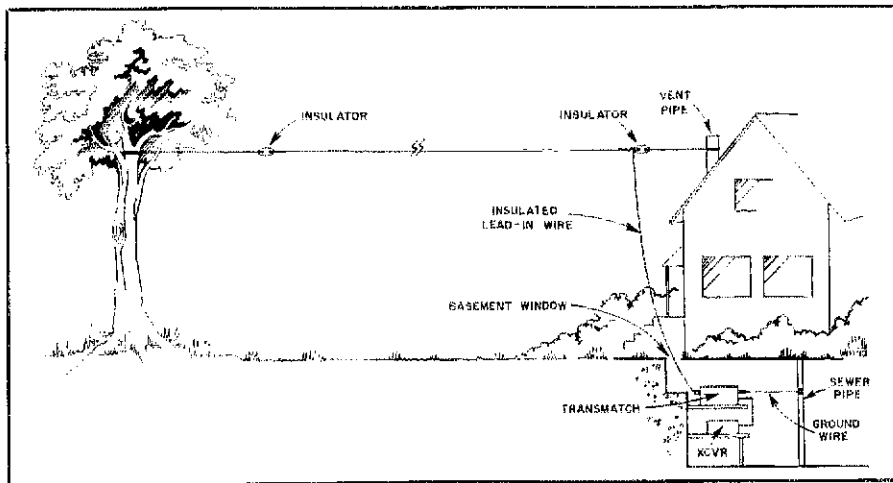 INSULATOR
INSULATOR
VENT
PIPE
INSULATED
LEAD-IN WIRE
BASEMENT WINDOW
TRANSMATCH
XCVR
SEWER
PIPE
GROUND
WIRE